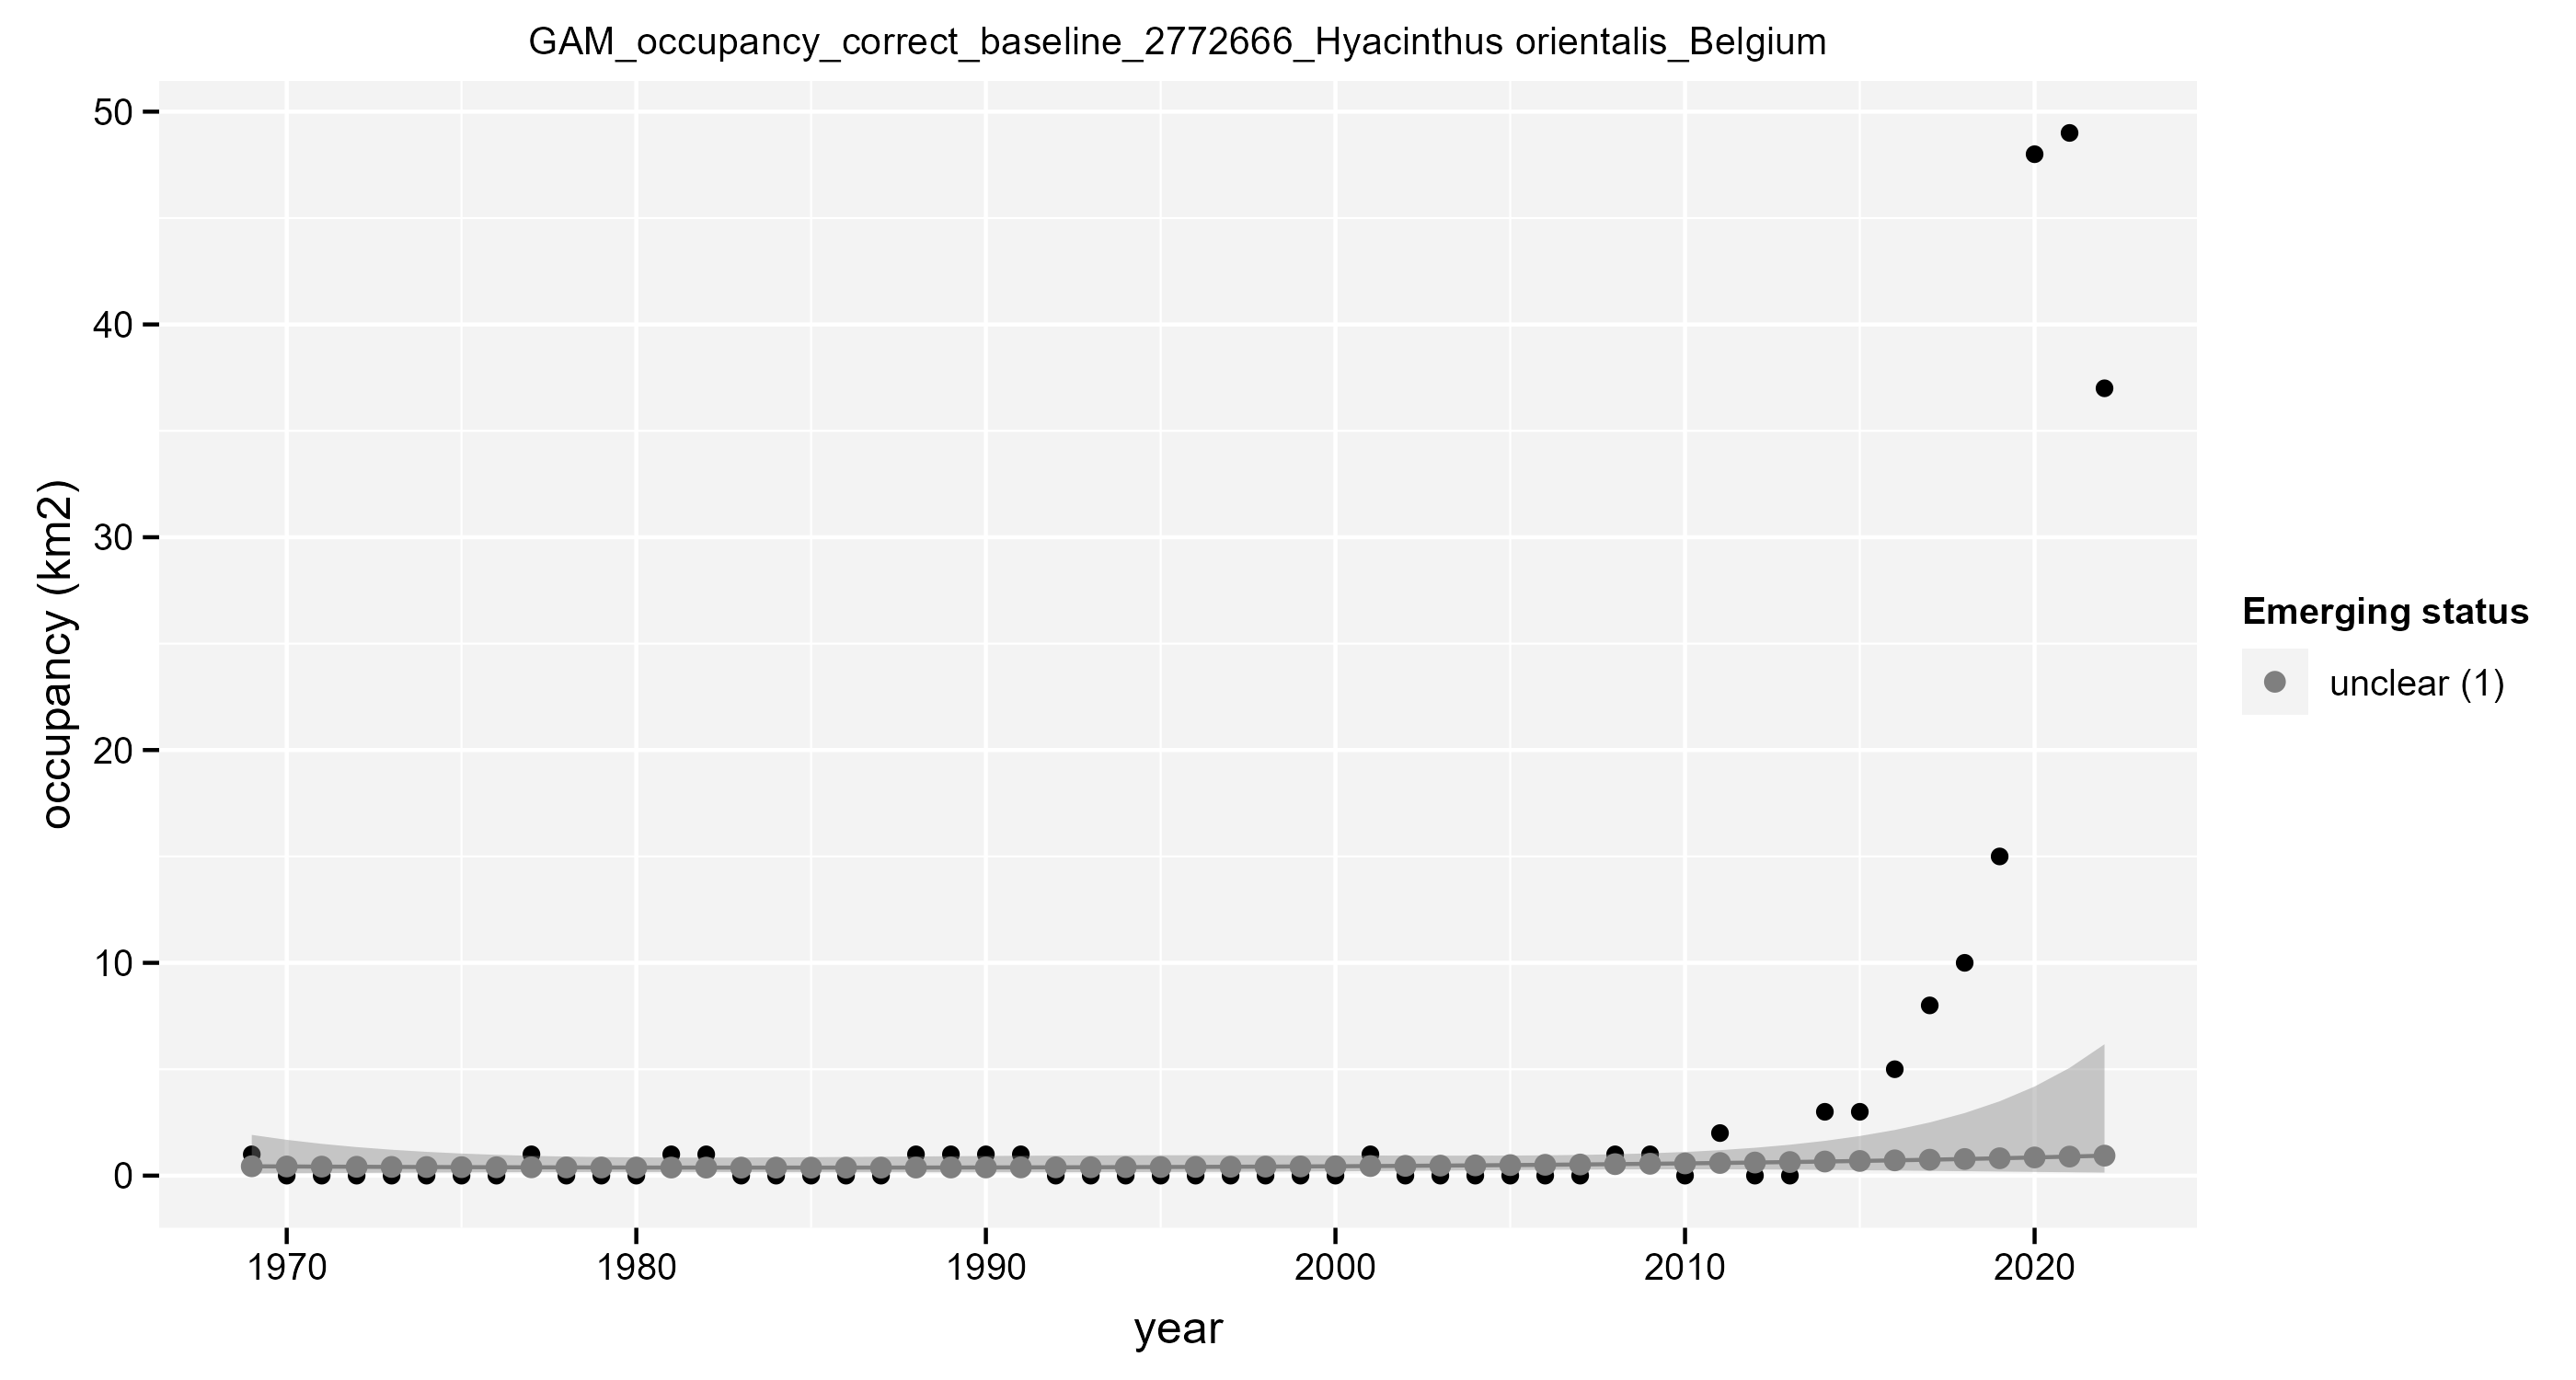 GAM_occupancy_correct_baseline_2772666_Hyacinthus orientalis_Belgium
occupancy (km2)
50
40
30
20
10
0
1970 1980 1990 2000 2010 2020
year
Emerging status
unclear (1)